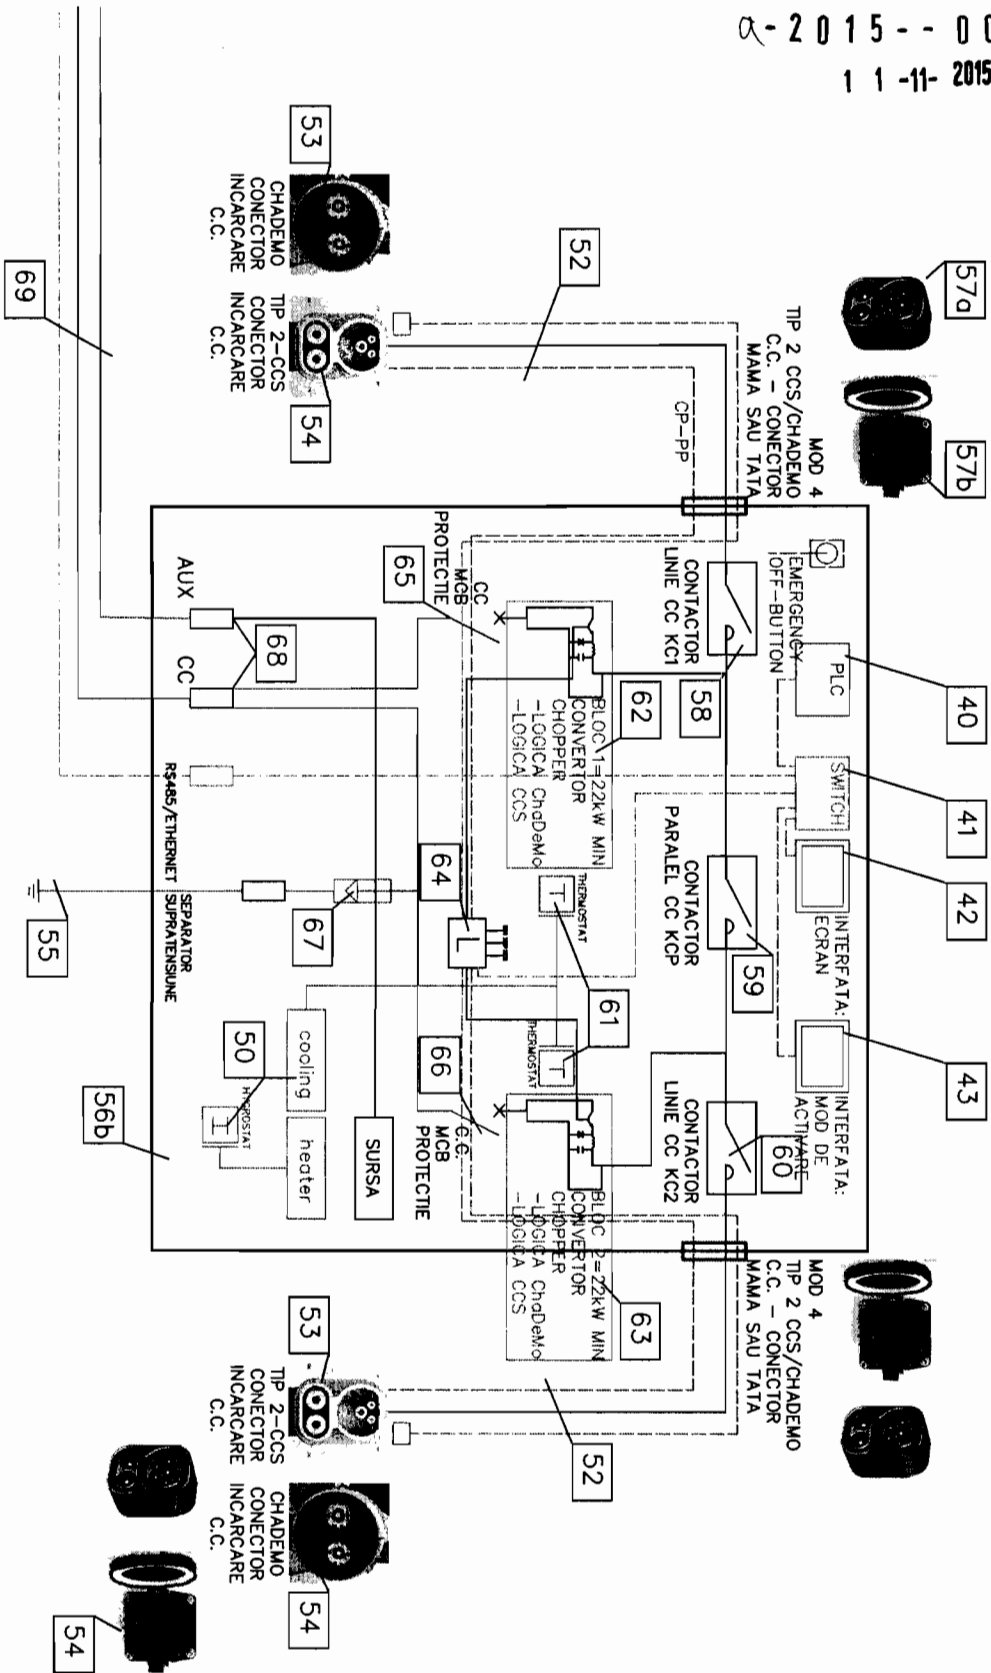 a-2015--00
11-11-2015
57a
57b
MOD 4
TIP 2 CCS/CHADEMO
C.C. - CONECTOR
MAMA SAU TATA
53
CHADEMO
CONECTOR
INCARCARE
C.C.
TIP 2-CCS
CONECTOR
INCARCARE
C.C.
54
52
CP-PP
69
EMERGENCY
OFF-BUTTON
PLC
40
SWITCH
41
42
INTERFATA:
ECRAN
43
INTERFATA:
MOD DE
ACTIVARE
CONTACTOR
LINIE CC KC1
58
CONTACTOR
PARALEL CC KCP
59
CONTACTOR
LINIE CC KC2
60
CC
MCB
PROTECTIE
65
BLOC 1=22kW MIN
CONVERTOR
CHOPPER
-LOGICA ChaDeMo
-LOGICA CCS
62
THERMOSTAT
T
61
THERMOSTAT
T
64
L
66
C.C.
MCB
PROTECTIE
BLOC 2=22kW MIN
CONVERTOR
CHOPPER
-LOGICA ChaDeMo
-LOGICA CCS
63
AUX
CC
68
RS485/ETHERNET
SEPARATOR
SUPRATENSIUNE
67
55
50
cooling
heater
HYGROSTAT
H
SURSA
56b
MOD 4
TIP 2 CCS/CHADEMO
C.C. - CONECTOR
MAMA SAU TATA
52
53
TIP 2-CCS
CONECTOR
INCARCARE
C.C.
CHADEMO
CONECTOR
INCARCARE
C.C.
54
54